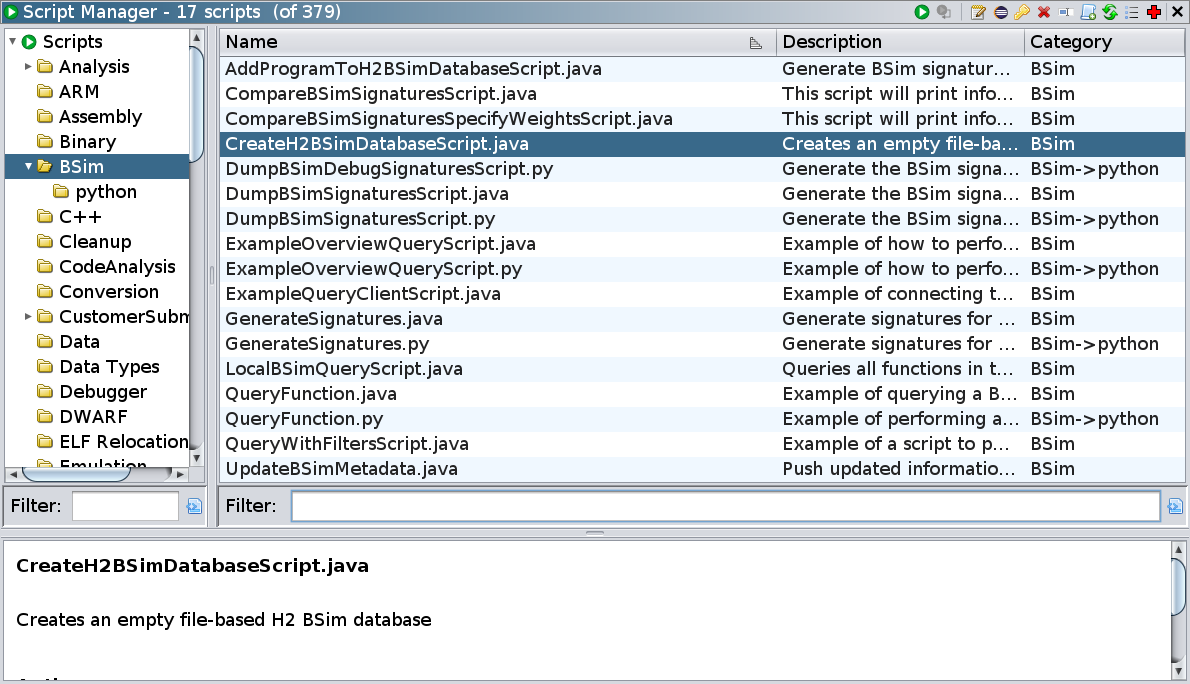 Script Manager - 17 scripts (of 379)
Scripts
Analysis
ARM
Assembly
Binary
BSim
python
C++
Cleanup
CodeAnalysis
Conversion
CustomerSubm
Data
Data Types
Debugger
DWARF
ELF Relocation
Emulation
Filter:
Name Description Category
AddProgramToH2BSimDatabaseScript.java Generate BSim signatur... BSim
CompareBSimSignaturesScript.java This script will print info... BSim
CompareBSimSignaturesSpecifyWeightsScript.java This script will print info... BSim
CreateH2BSimDatabaseScript.java Creates an empty file-ba... BSim
DumpBSimDebugSignaturesScript.py Generate the BSim signa... BSim->python
DumpBSimSignaturesScript.java Generate the BSim signa... BSim
DumpBSimSignaturesScript.py Generate the BSim signa... BSim->python
ExampleOverviewQueryScript.java Example of how to perfo... BSim
ExampleOverviewQueryScript.py Example of how to perfo... BSim->python
ExampleQueryClientScript.java Example of connecting t... BSim
GenerateSignatures.java Generate signatures for ... BSim
GenerateSignatures.py Generate signatures for ... BSim->python
LocalBSimQueryScript.java Queries all functions in t... BSim
QueryFunction.java Example of querying a B... BSim
QueryFunction.py Example of performing a... BSim->python
QueryWithFiltersScript.java Example of a script to p... BSim
UpdateBSimMetadata.java Push updated informatio... BSim
Filter:
CreateH2BSimDatabaseScript.java
Creates an empty file-based H2 BSim database